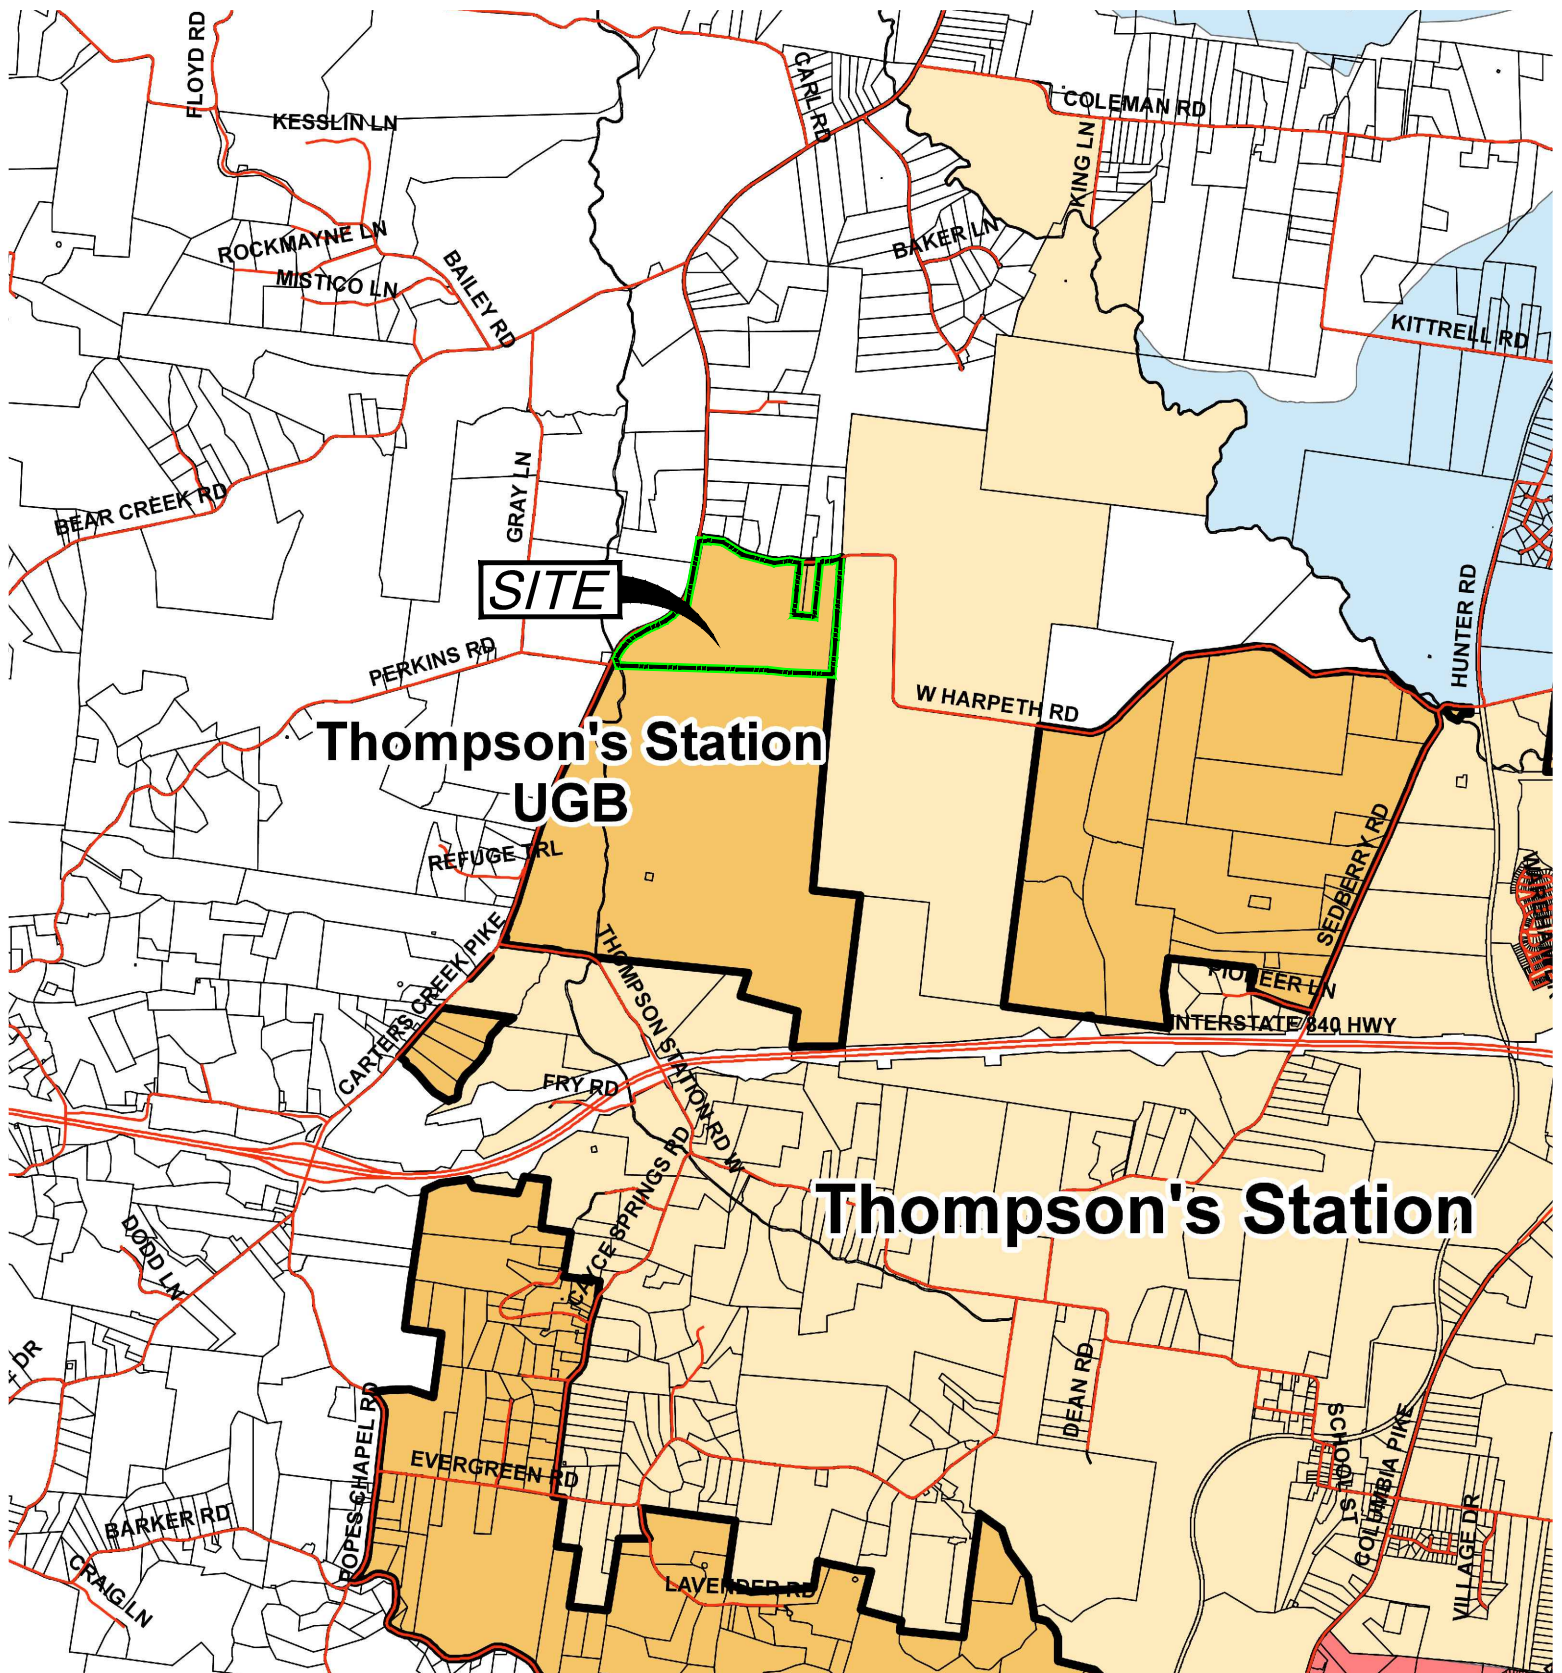 FLOYD RD
KESSLIN LN
CARL RD
COLEMAN RD
KING LN
ROCKMAYNE LN
MISTICO LN
BAILEY RD
BAKER LN
KITTRELL RD
BEAR CREEK RD
GRAY LN
SITE
HUNTER RD
PERKINS RD
W HARPETH RD
Thompson's Station
UGB
REFUGE TRL
SEDBERRY RD
CARTERS CREEK PIKE
THOMPSON STATION RD W
PIONEER LN
INTERSTATE 840 HWY
FRY RD
CAYCE SPRINGS RD
Thompson's Station
DODD LN
DR
DEAN RD
POPES CHAPEL RD
EVERGREEN RD
SCHOOL ST
COLUMBIA PIKE
VILLAGE DR
BARKER RD
CRAIG LN
LAVENDER RD